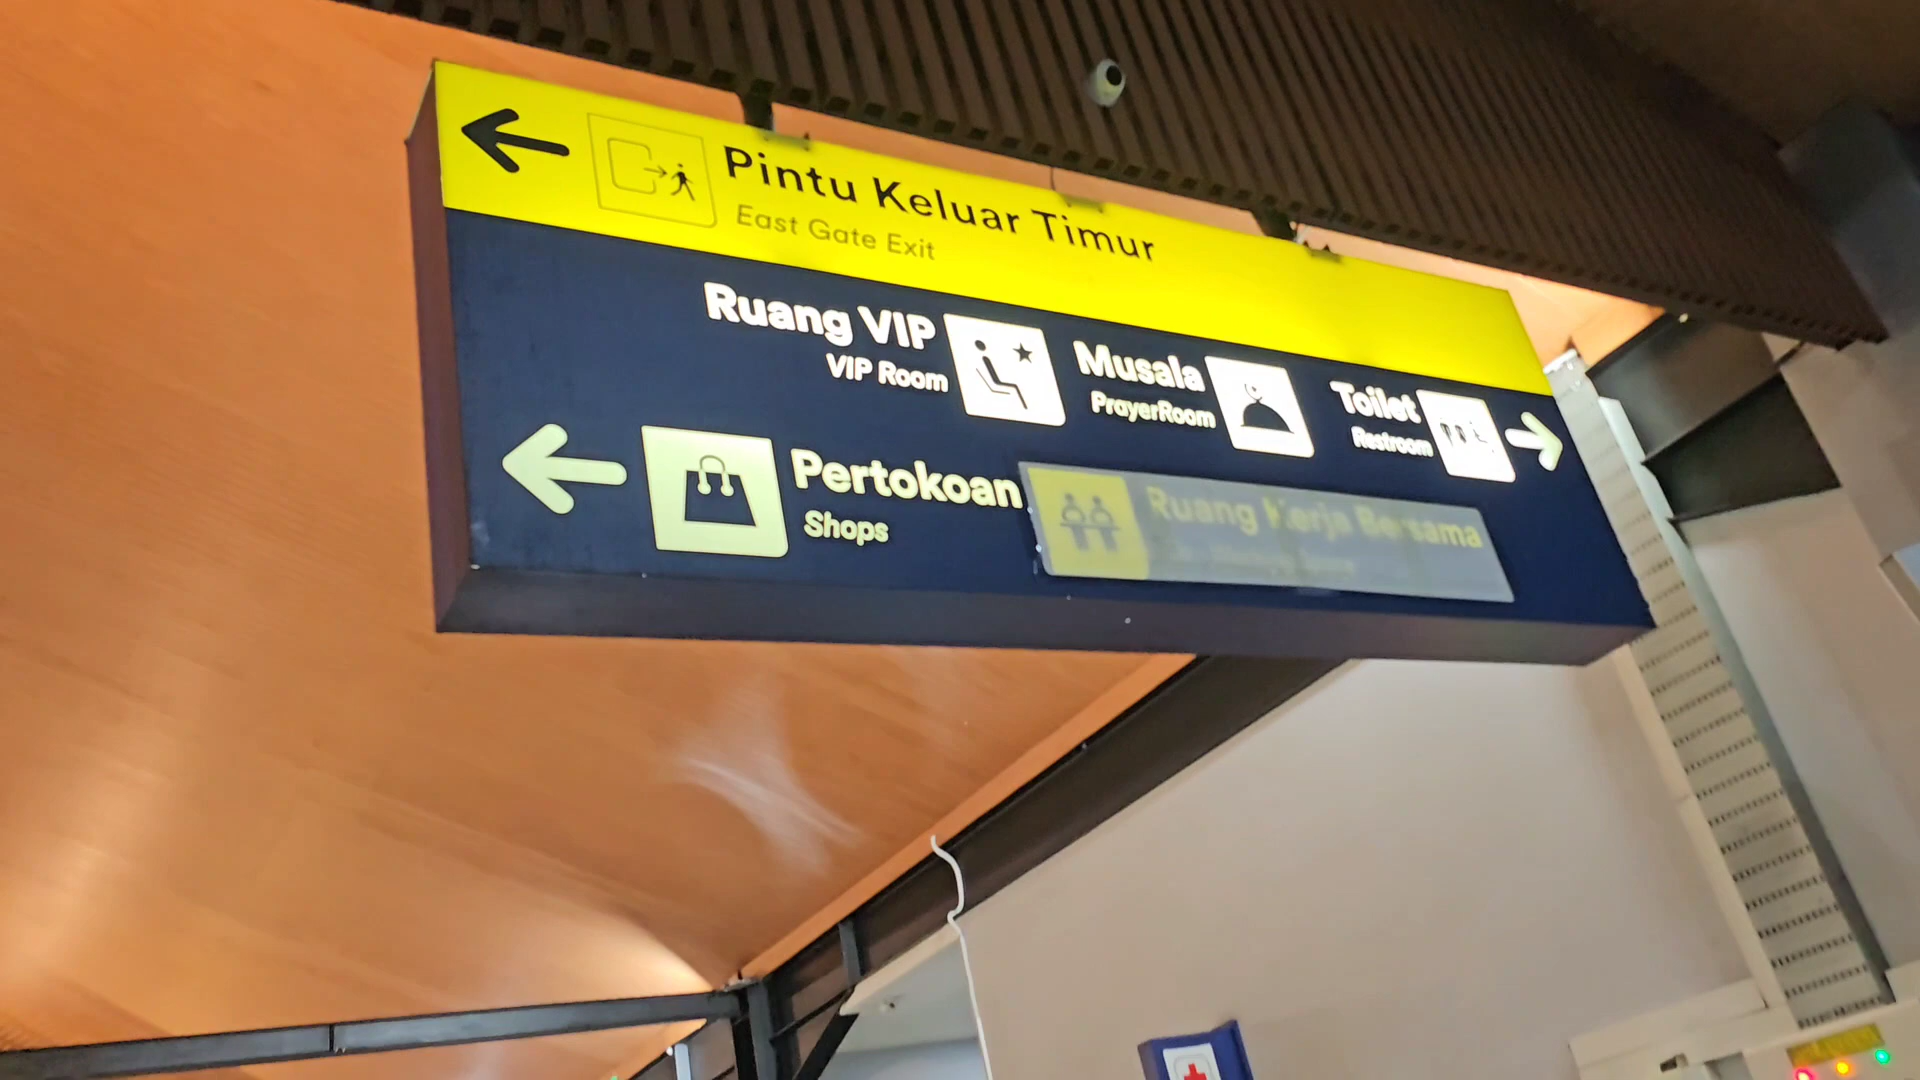 Pintu Keluar Timur
East Gate Exit
Ruang VIP
VIP Room
Musala
PrayerRoom
Toilet
Restroom
Pertokoan
Shops
Ruang Kerja Bersama